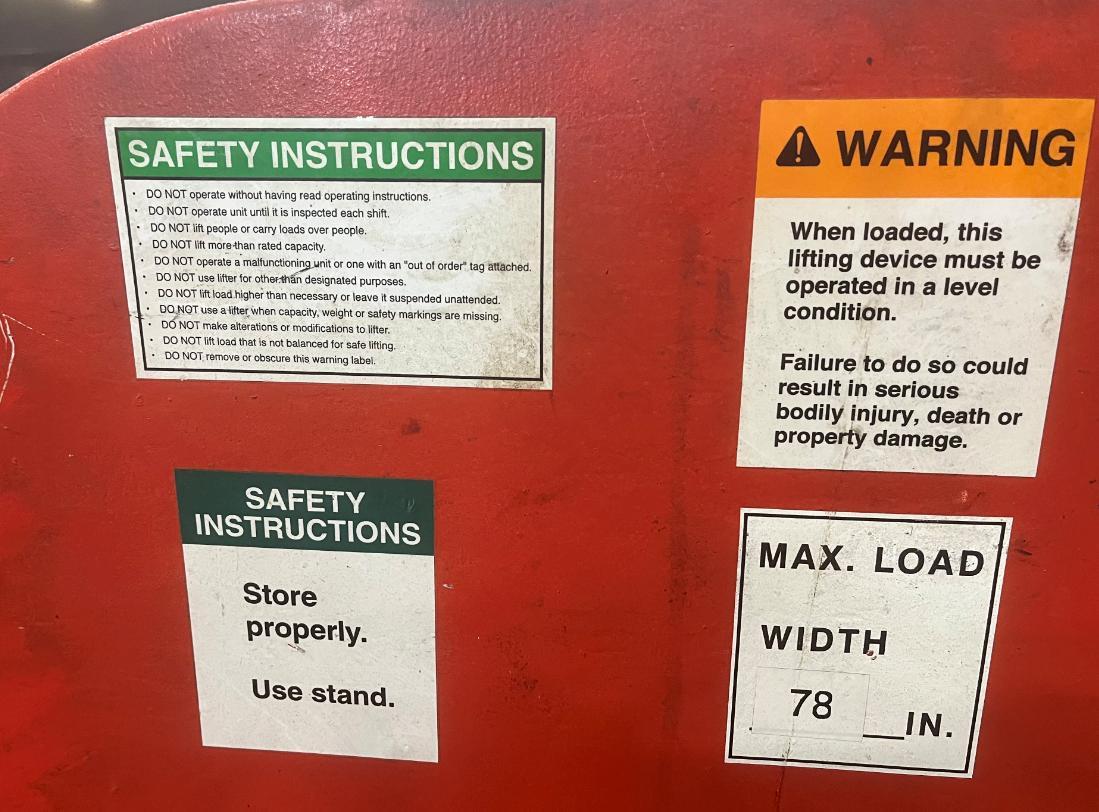 SAFETY INSTRUCTIONS
• DO NOT operate without having read operating instructions.
• DO NOT operate unit until it is inspected each shift.
• DO NOT lift people or carry loads over people.
• DO NOT lift more than rated capacity.
• DO NOT operate a malfunctioning unit or one with an "out of order" tag attached.
• DO NOT use lifter for other than designated purposes.
• DO NOT lift load higher than necessary or leave it suspended unattended.
• DO NOT use a lifter when capacity, weight or safety markings are missing.
• DO NOT make alterations or modifications to lifter.
• DO NOT lift load that is not balanced for safe lifting.
• DO NOT remove or obscure this warning label.
WARNING
When loaded, this
lifting device must be
operated in a level
condition.
Failure to do so could
result in serious
bodily injury, death or
property damage.
SAFETY
INSTRUCTIONS
Store
properly.
Use stand.
MAX. LOAD
WIDTH
78 __IN.